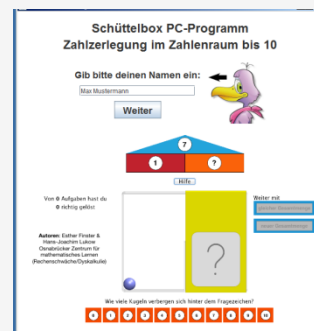 Schüttelbox PC-Programm
Zahlzerlegung im Zahlenraum bis 10
Gib bitte deinen Namen ein:
Max Mustermann
Weiter
7
1
?
Hilfe
Von 0 Aufgaben hast du
0 richtig gelöst
Weiter mit
Autoren: Esther Finster &
Hans-Joachim Lukow
Osnabrücker Zentrum für
mathematisches Lernen
(Rechenschwäche/Dyskalkulie)
?
Wie viele Kugeln verbergen sich hinter dem Fragezeichen?
0 1 2 3 4 5 6 7 8 9 10